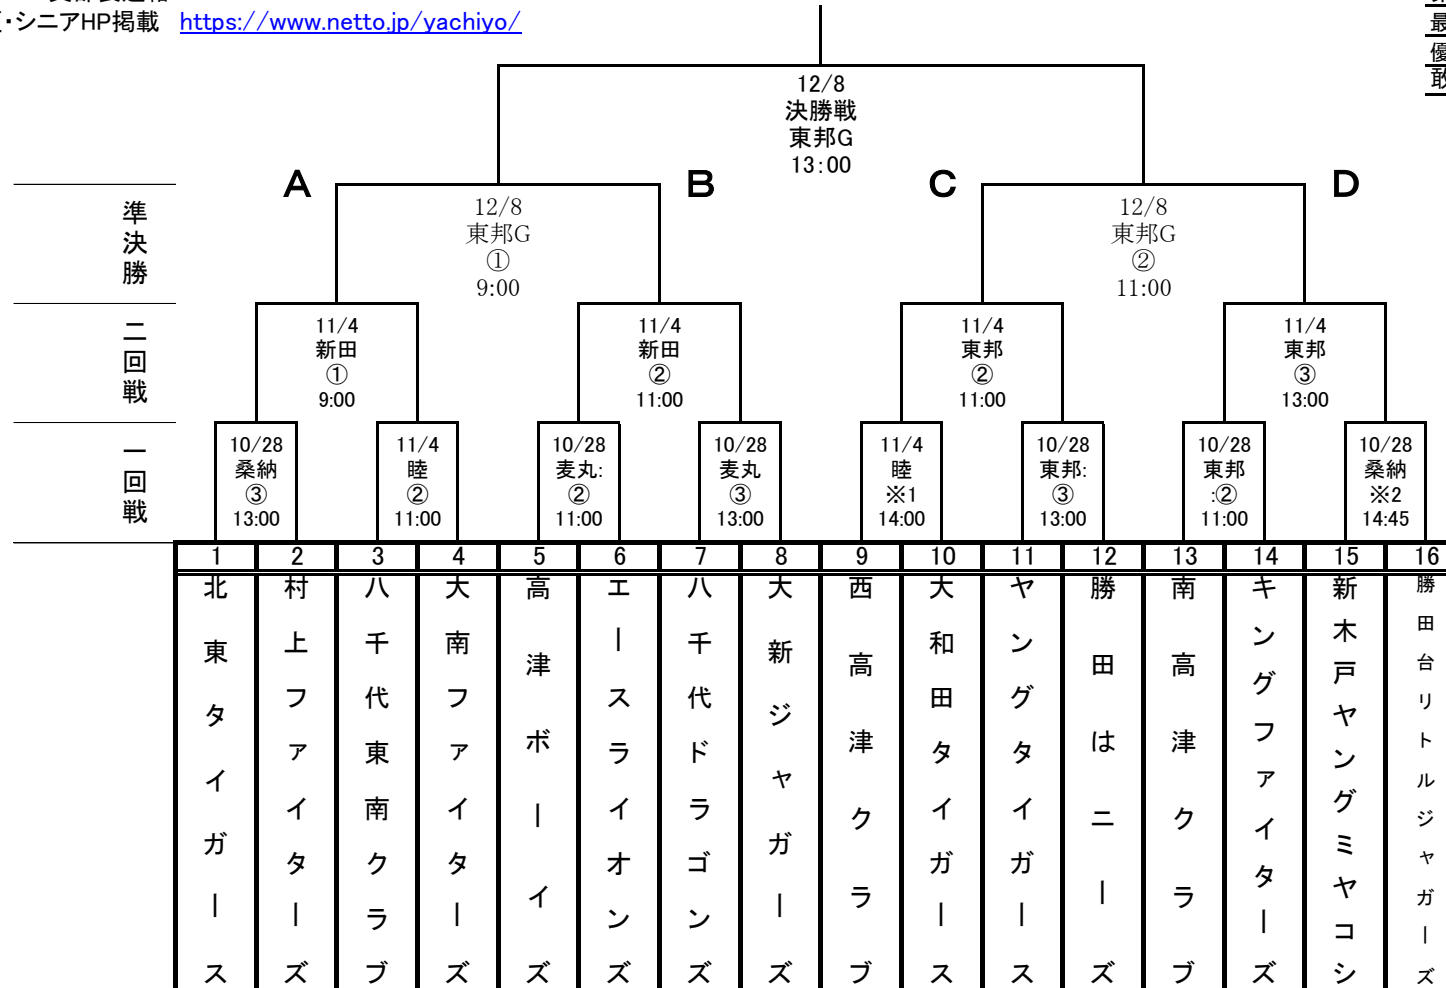 ・シニアHP掲載 https://www.netto.jp/yachiyo/
12/8
決勝戦
東邦G
13:00
A
B
C
D
準決勝
12/8
東邦G
①
9:00
12/8
東邦G
②
11:00
二回戦
11/4
新田
①
9:00
11/4
新田
②
11:00
11/4
東邦
②
11:00
11/4
東邦
③
13:00
一回戦
10/28
桑納
③
13:00
11/4
睦
②
11:00
10/28
麦丸:
②
11:00
10/28
麦丸
③
13:00
11/4
睦
※1
14:00
10/28
東邦:
③
13:00
10/28
東邦
:②
11:00
10/28
桑納
※2
14:45
1 2 3 4 5 6 7 8 9 10 11 12 13 14 15 16
北東タイガース
村上ファイターズ
八千代東南クラブ
大南ファイターズ
高津ボーイズ
エースライオンズ
八千代ドラゴンズ
大新ジャガーズ
西高津クラブ
大和田タイガース
ヤングタイガース
勝田はニーズ
南高津クラブ
キングファイターズ
新木戸ヤングミヤコシ
勝田台リトルジャガーズ